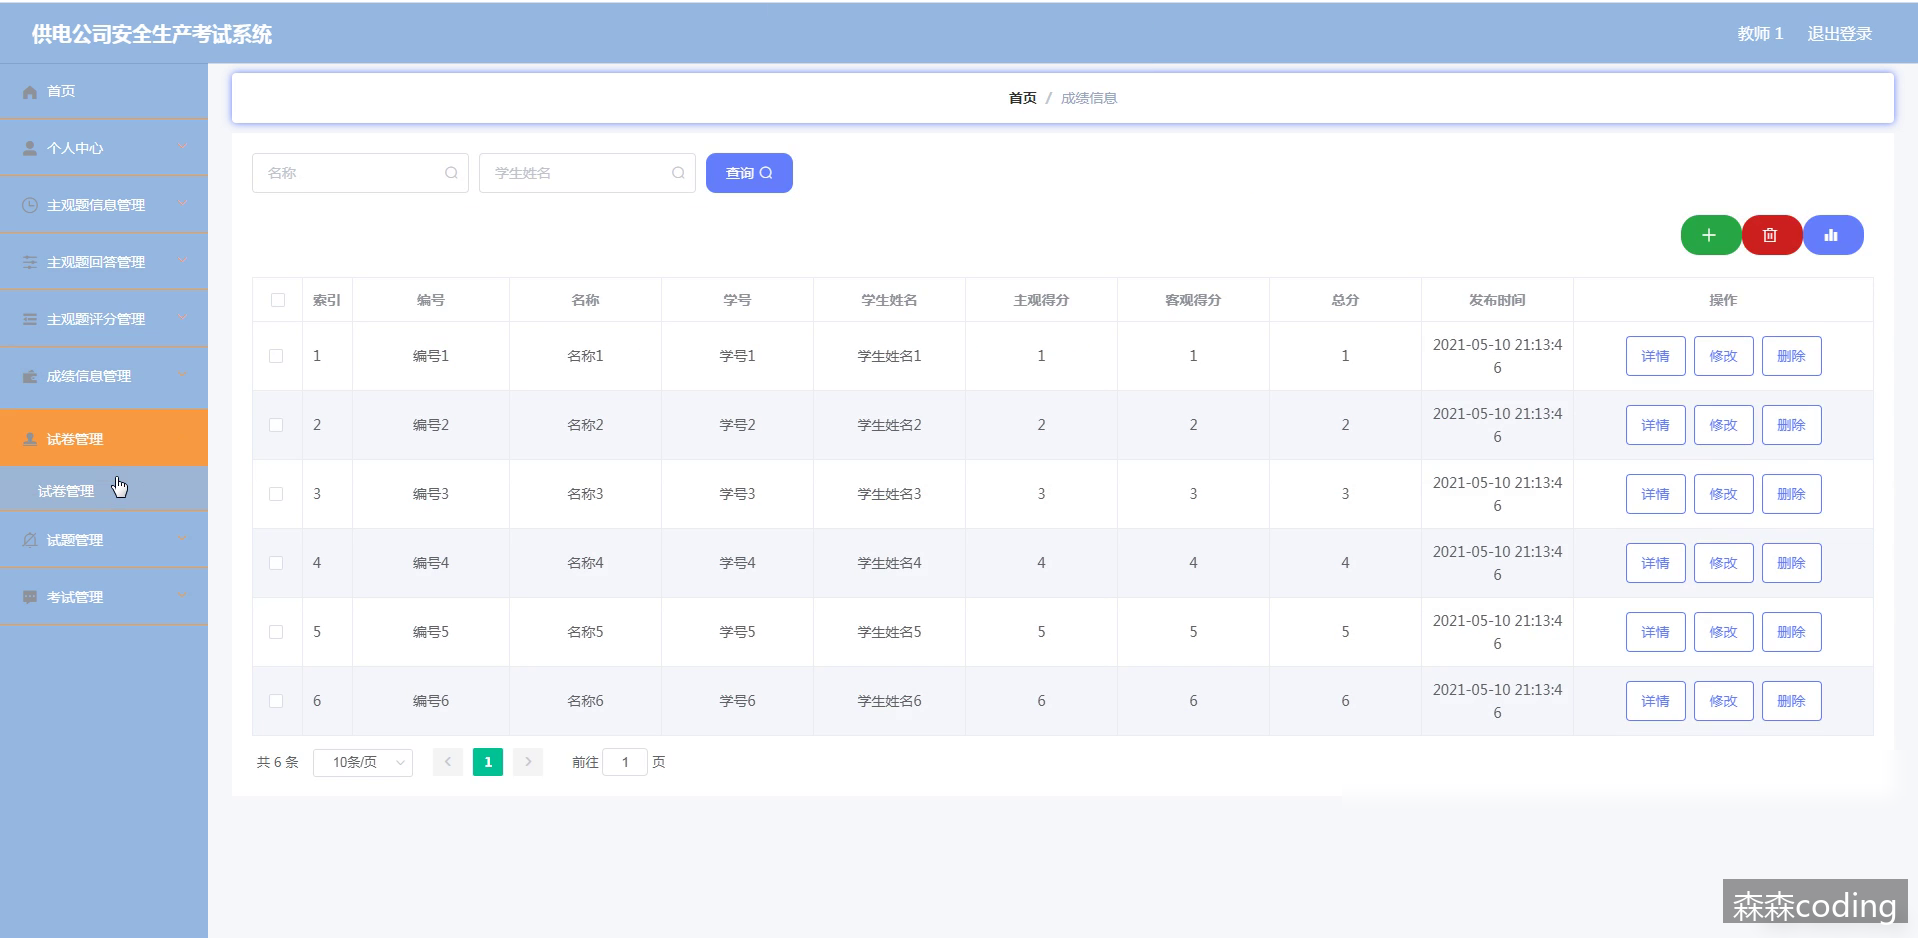 供电公司安全生产考试系统
教师 1 退出登录
首页
个人中心
主观题信息管理
主观题回答管理
主观题评分管理
成绩信息管理
试卷管理
试卷管理
试题管理
考试管理
首页 / 成绩信息
名称 学生姓名 查询
索引 编号 名称 学号 学生姓名 主观得分 客观得分 总分 发布时间 操作
1 编号1 名称1 学号1 学生姓名1 1 1 1 2021-05-10 21:13:4
6 详情 修改 删除
2 编号2 名称2 学号2 学生姓名2 2 2 2 2021-05-10 21:13:4
6 详情 修改 删除
3 编号3 名称3 学号3 学生姓名3 3 3 3 2021-05-10 21:13:4
6 详情 修改 删除
4 编号4 名称4 学号4 学生姓名4 4 4 4 2021-05-10 21:13:4
6 详情 修改 删除
5 编号5 名称5 学号5 学生姓名5 5 5 5 2021-05-10 21:13:4
6 详情 修改 删除
6 编号6 名称6 学号6 学生姓名6 6 6 6 2021-05-10 21:13:4
6 详情 修改 删除
共 6 条 10条/页 1 前往 1 页
森森coding